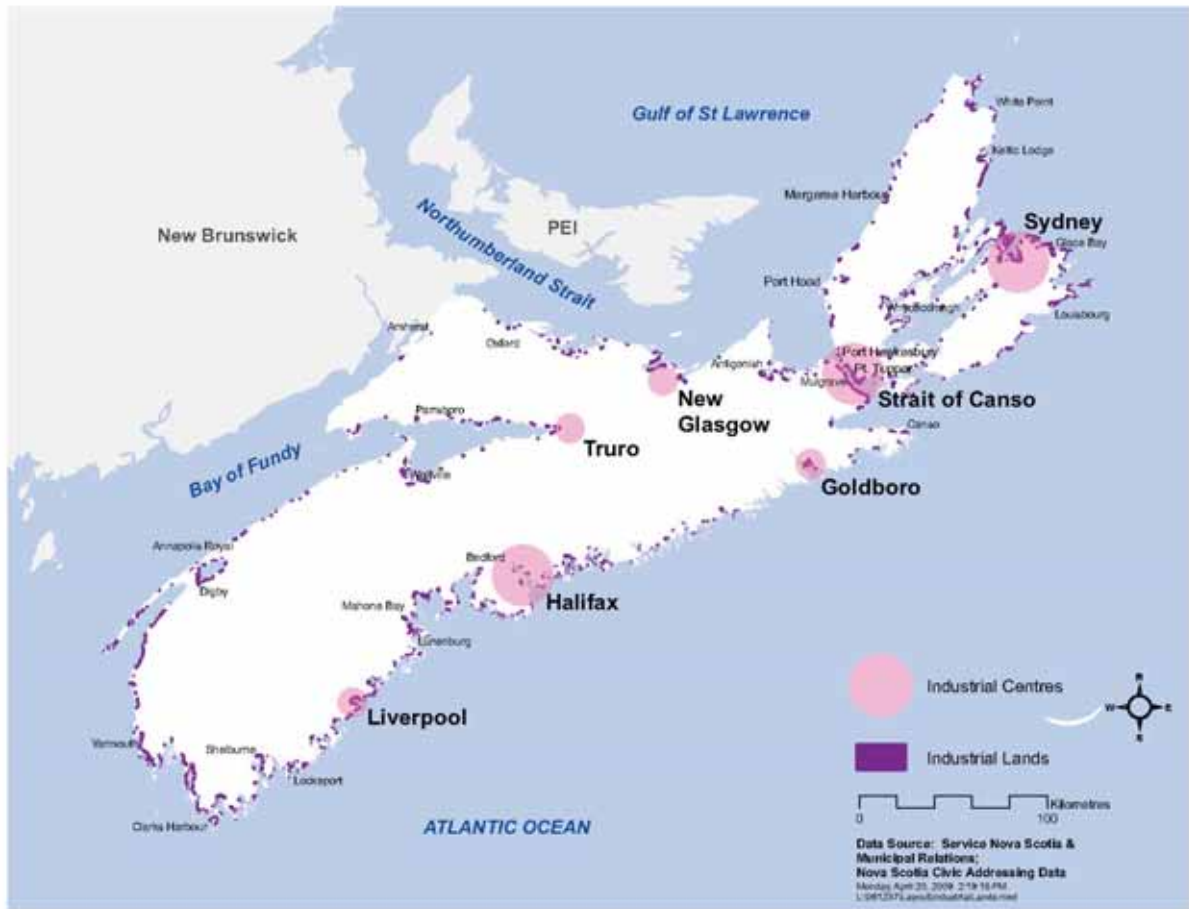 White Point
Gulf of St Lawrence
Keltic Lodge
Margaree Harbour
Northumberland Strait
PEI
Sydney
New Brunswick
Glace Bay
Port Hood
Louisbourg
Amherst
Oxford
Port Hawkesbury
Antigonish
Pt. Tupper
Mulgrave
New
Glasgow
Strait of Canso
Parrsboro
Canso
Truro
Bay of Fundy
Wolfville
Goldboro
Annapolis Royal
Bedford
Digby
Halifax
Mahone Bay
Lunenburg
Industrial Centres
N
W
E
S
Liverpool
Yarmouth
Shelburne
Industrial Lands
Lockeport
Kilometres
0
100
Clarks Harbour
ATLANTIC OCEAN
Data Source: Service Nova Scotia &
Municipal Relations;
Nova Scotia Civic Addressing Data